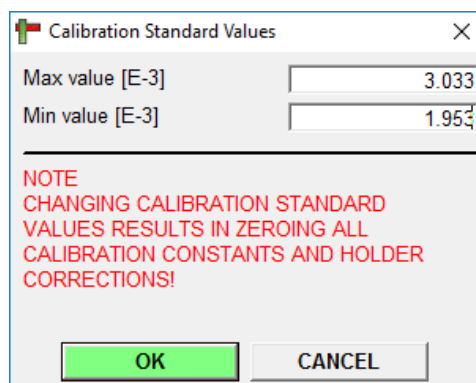 Calibration Standard Values
Max value [E-3] 3.033
Min value [E-3] 1.953
NOTE
CHANGING CALIBRATION STANDARD
VALUES RESULTS IN ZEROING ALL
CALIBRATION CONSTANTS AND HOLDER
CORRECTIONS!
OK CANCEL